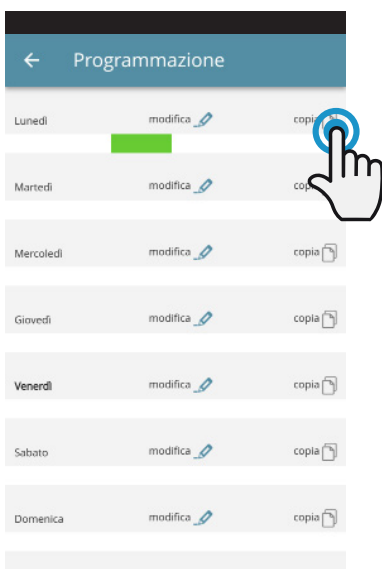 Programmazione
Lunedì modifica copia
Martedì modifica
Mercoledì modifica copia
Giovedì modifica copia
Venerdì modifica copia
Sabato modifica copia
Domenica modifica copia